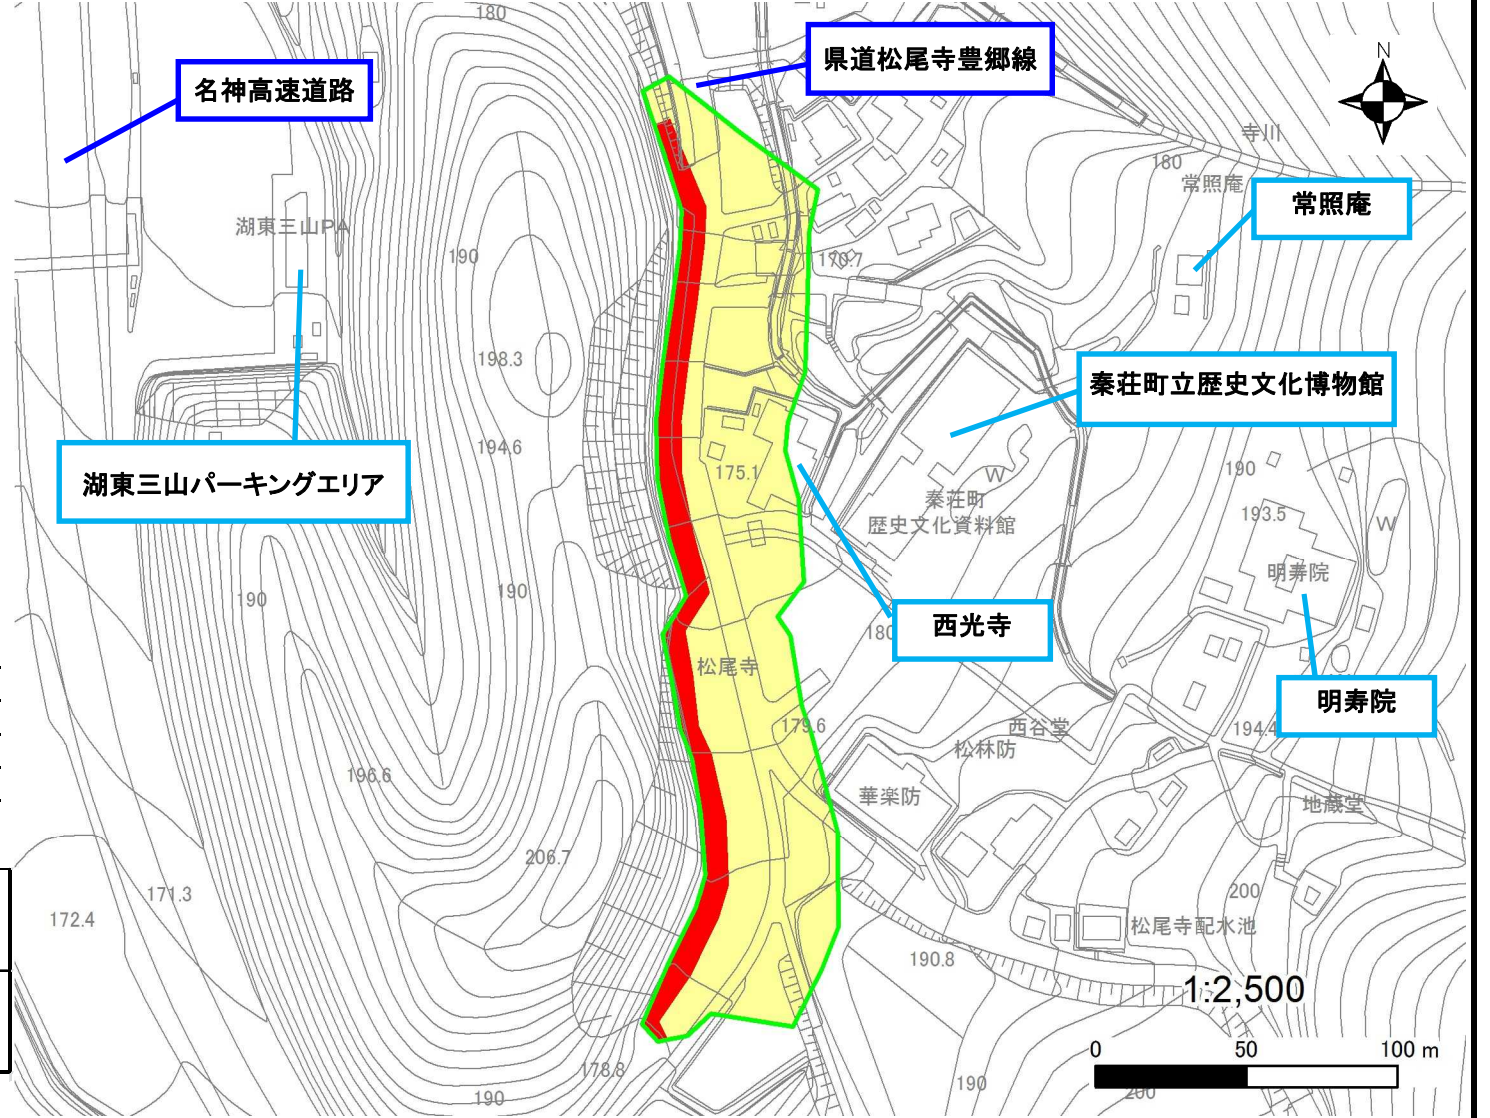 180
県道松尾寺豊郷線
N
名神高速道路
寺川
180
常照庵
常照庵
湖東三山PA
190
170.7
198.3
秦荘町立歴史文化博物館
194.6
175.1
190
W
湖東三山パーキングエリア
秦荘町
歴史文化資料館
193.5
W
明寿院
190
190
西光寺
180
松尾寺
明寿院
179.6
西谷堂
194.4
松林防
196.6
華楽防
地蔵堂
206.7
171.3
200
172.4
松尾寺配水池
190.8
1:2,500
0 50 100 m
178.8
190
190
200